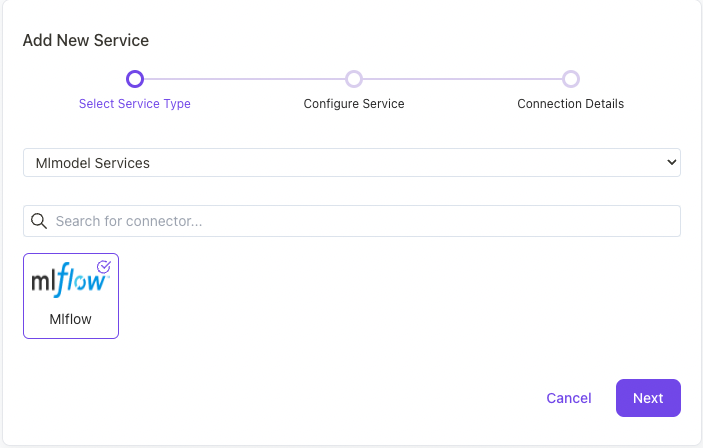 Add New Service
Select Service Type
Configure Service
Connection Details
Mlmodel Services
Search for connector...
mlflow
Mlflow
Cancel
Next